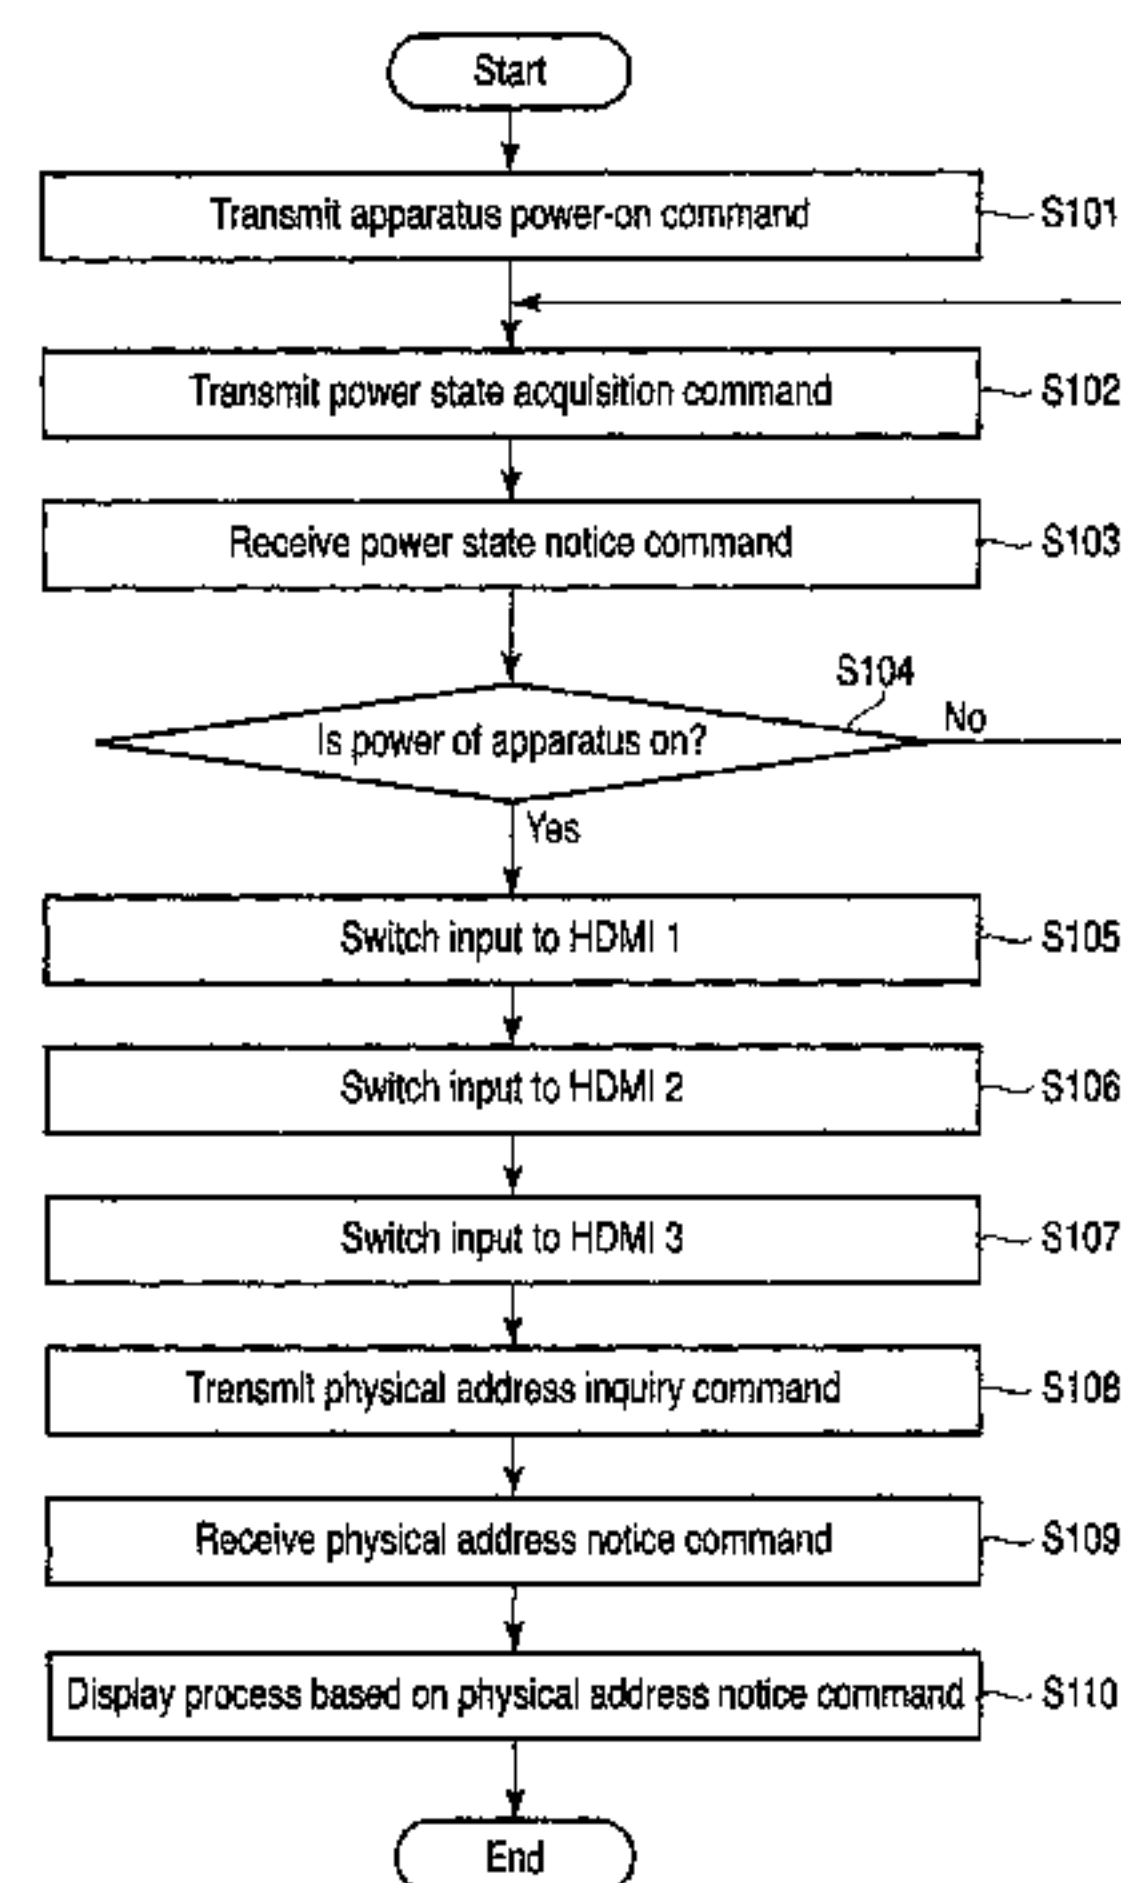 Start
Transmit apparatus power-on command
S101
Transmit power state acquisition command
S102
Receive power state notice command
S103
S104
Is power of apparatus on?
No
Yes
Switch input to HDMI 1
S105
Switch input to HDMI 2
S106
Switch input to HDMI 3
S107
Transmit physical address inquiry command
S108
Receive physical address notice command
S109
Display process based on physical address notice command
S110
End